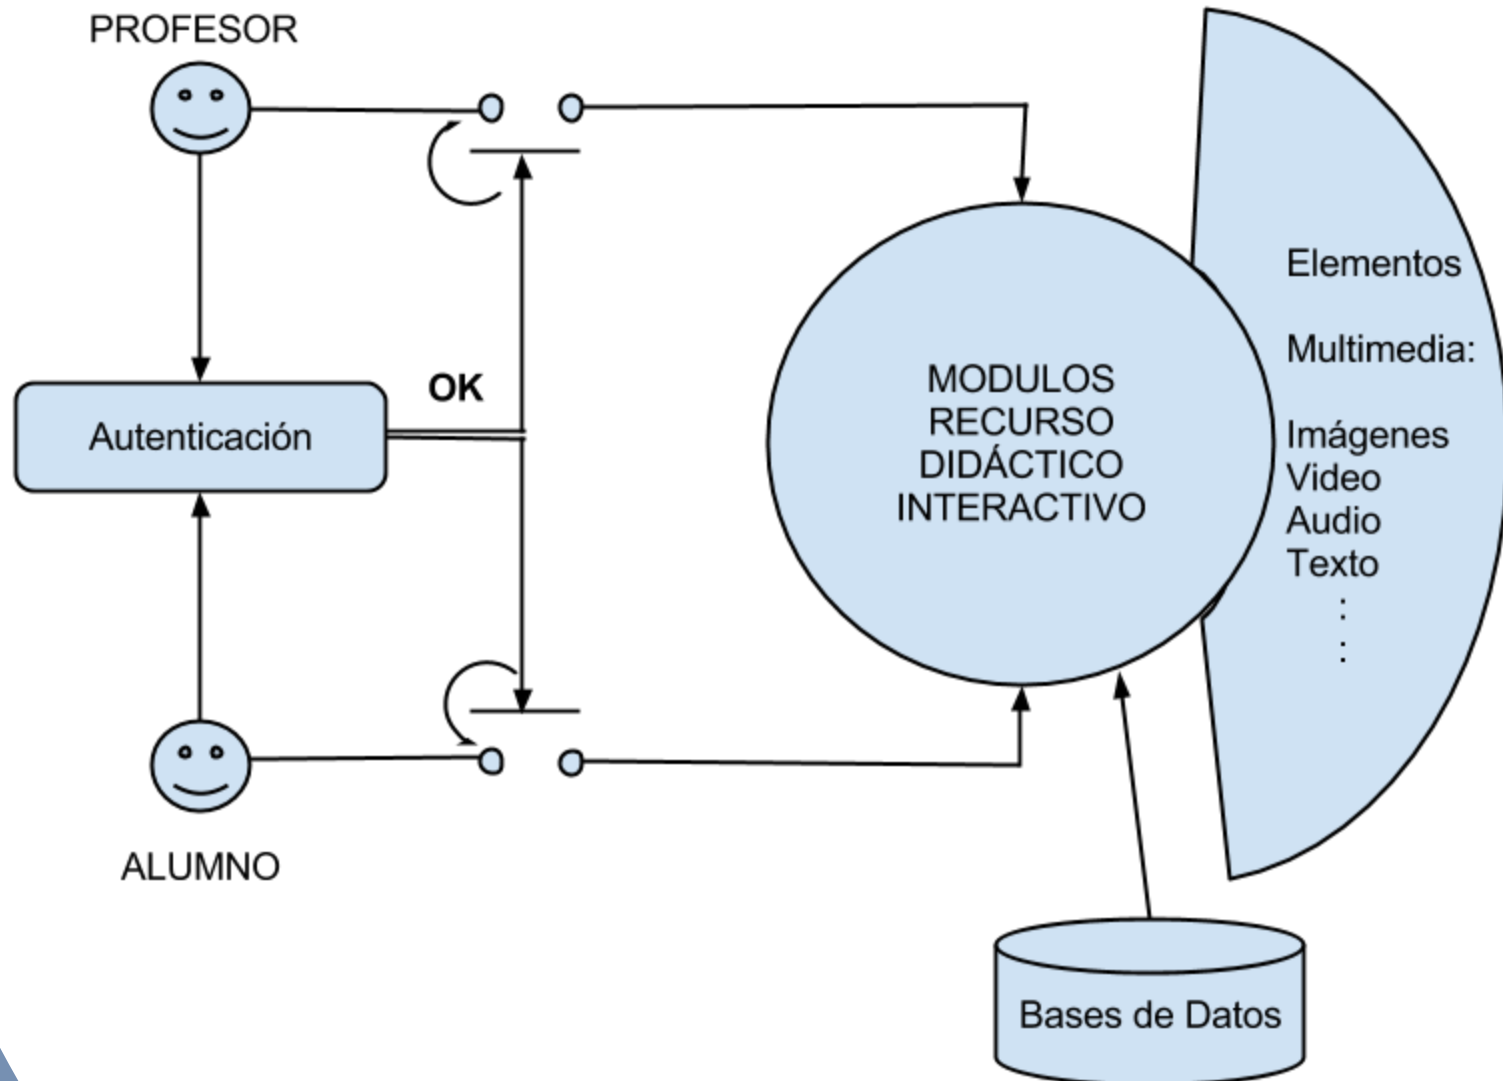 PROFESOR
OK
Autenticación
ALUMNO
MODULOS
RECURSO
DIDÁCTICO
INTERACTIVO
Elementos
Multimedia:
Imágenes
Video
Audio
Texto
:
:
Bases de Datos